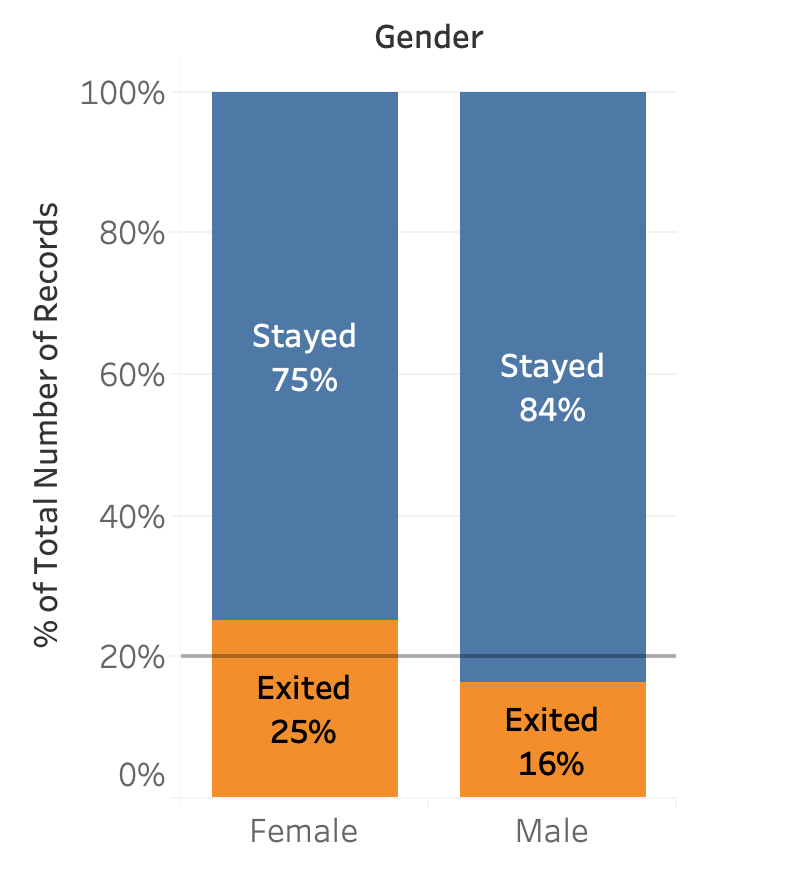 Gender
% of Total Number of Records
100%
80%
60%
40%
20%
0%
Stayed
75%
Exited
25%
Stayed
84%
Exited
16%
Female
Male